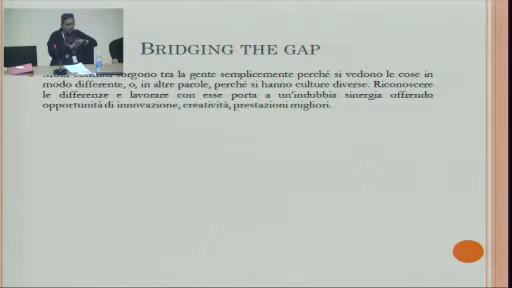 BRIDGING THE GAP
sorgono tra la gente semplicemente perché si vedono le cose in
modo differente, o, in altre parole, perché si hanno culture diverse. Riconoscere
le differenze e lavorare con esse porta a un'indubbia sinergia offrendo
opportunità di innovazione, creatività, prestazioni migliori.